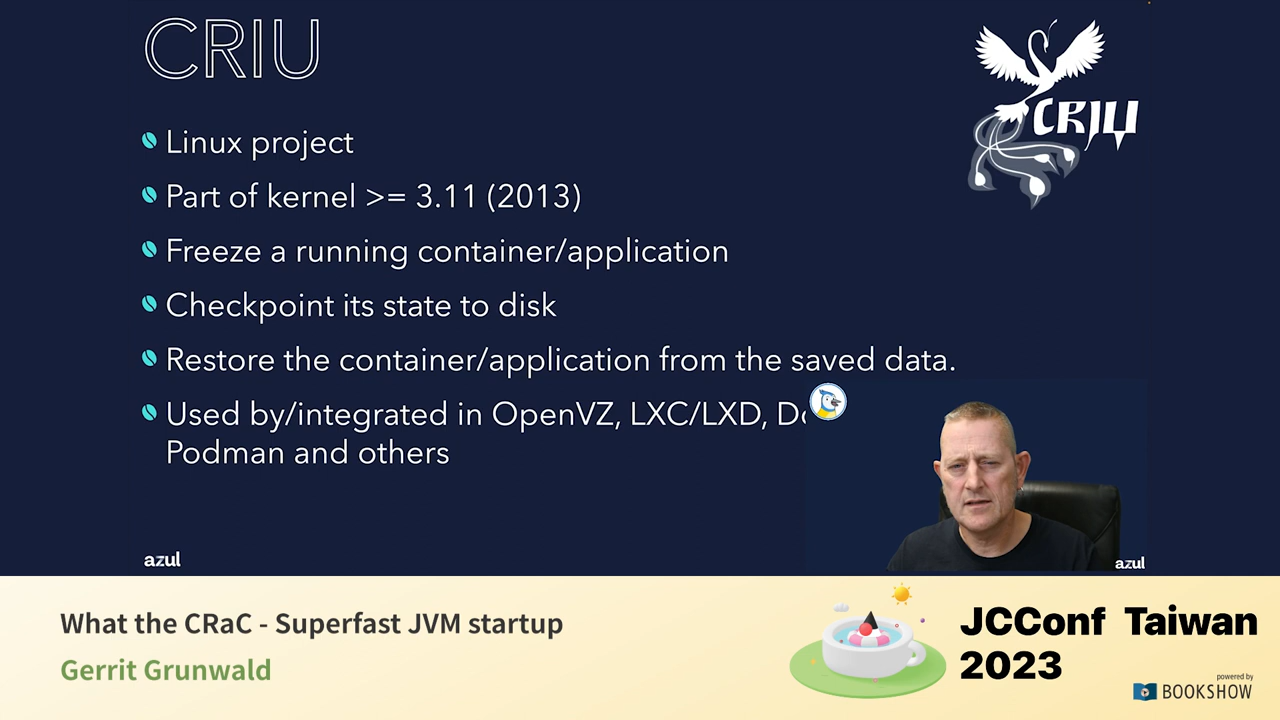 CRIU
CRIU
Linux project
Part of kernel >= 3.11 (2013)
Freeze a running container/application
Checkpoint its state to disk
Restore the container/application from the saved data.
Used by/integrated in OpenVZ, LXC/LXD,
Podman and others
azul
azul
What the CRaC - Superfast JVM startup
Gerrit Grunwald
JCConf Taiwan
2023
powered by
BOOKSHOW